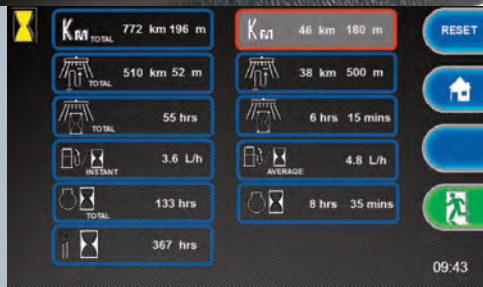 Km TOTAL 772 km 196 m
Km 46 km 180 m
RESET
TOTAL 510 km 52 m
38 km 500 m
TOTAL 55 hrs
6 hrs 15 mins
INSTANT 3.6 L/h
AVERAGE 4.8 L/h
TOTAL 133 hrs
8 hrs 35 mins
367 hrs
09:43